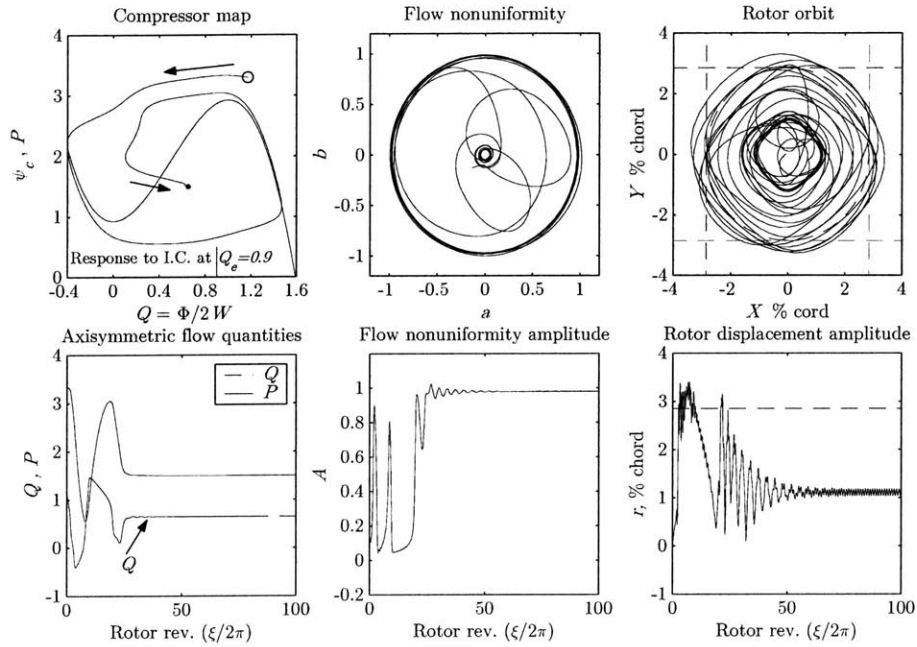 Compressor map
Flow nonuniformity
Rotor orbit
4
3
2
1
0
ψc , P
Response to I.C. at Qe=0.9
-0.4 0 0.4 0.8 1.2 1.6
Q = Φ/2 W
1
0.5
0
-0.5
-1
b
-1 -0.5 0 0.5 1
a
4
2
0
-2
-4
Y % chord
-4 -2 0 2 4
X % cord
Axisymmetric flow quantities
Flow nonuniformity amplitude
Rotor displacement amplitude
4
3
2
1
0
-1
Q , P
Q
P
Q
0 50 100
Rotor rev. (ξ/2π)
1.2
1
0.8
0.6
0.4
0.2
0
-0.2
A
0 50 100
Rotor rev. (ξ/2π)
4
3
2
1
0
-1
r, % chord
0 50 100
Rotor rev. (ξ/2π)